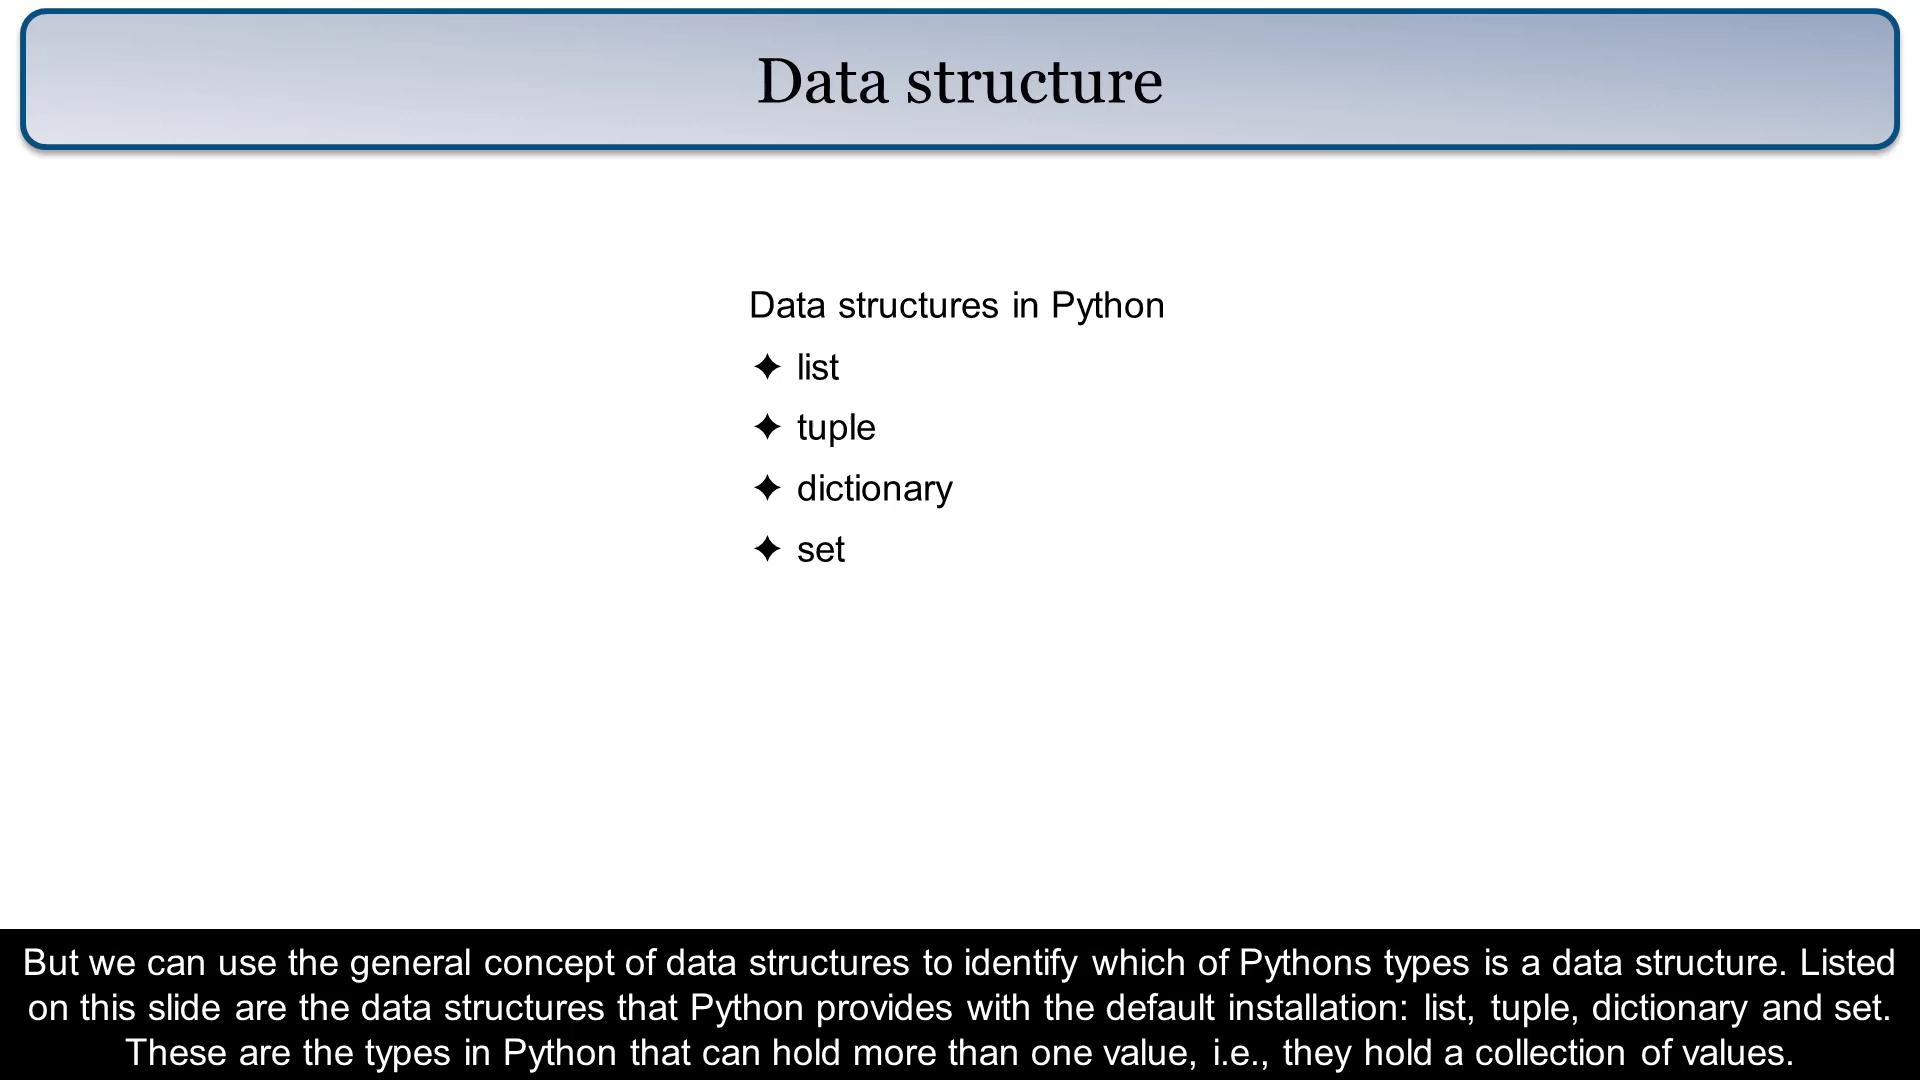 Data structure
Data structures in Python
✦ list
✦ tuple
✦ dictionary
✦ set
But we can use the general concept of data structures to identify which of Pythons types is a data structure. Listed
on this slide are the data structures that Python provides with the default installation: list, tuple, dictionary and set.
These are the types in Python that can hold more than one value, i.e., they hold a collection of values.